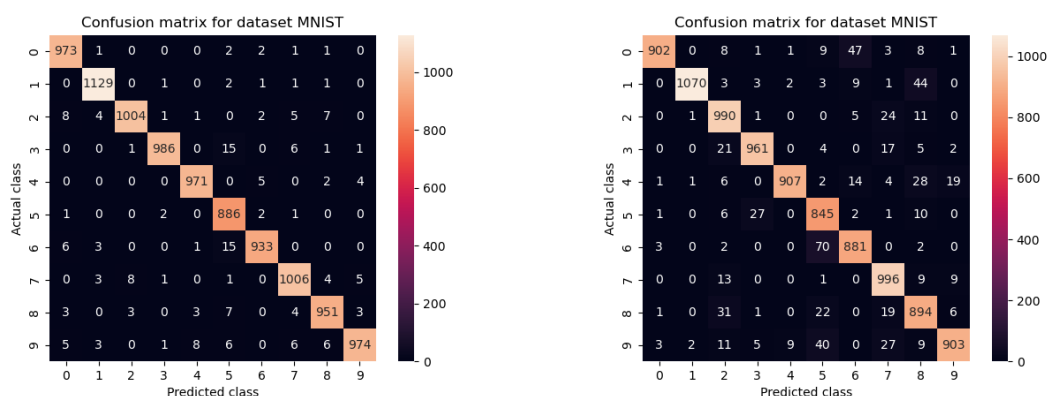 Confusion matrix for dataset MNIST
Actual class
0 973 1 0 0 0 2 2 1 1 0
1 0 1129 0 1 0 2 1 1 1 0
2 8 4 1004 1 1 0 2 5 7 0
3 0 0 1 986 0 15 0 6 1 1
4 0 0 0 0 971 0 5 0 2 4
5 1 0 0 2 0 886 2 1 0 0
6 6 3 0 0 1 15 933 0 0 0
7 0 3 8 1 0 1 0 1006 4 5
8 3 0 3 0 3 7 0 4 951 3
9 5 3 0 1 8 6 0 6 6 974
0 1 2 3 4 5 6 7 8 9
Predicted class
1000
800
600
400
200
0
Confusion matrix for dataset MNIST
Actual class
0 902 0 8 1 1 9 47 3 8 1
1 0 1070 3 3 2 3 9 1 44 0
2 0 1 990 1 0 0 5 24 11 0
3 0 0 21 961 0 4 0 17 5 2
4 1 1 6 0 907 2 14 4 28 19
5 1 0 6 27 0 845 2 1 10 0
6 3 0 2 0 0 70 881 0 2 0
7 0 0 13 0 0 1 0 996 9 9
8 1 0 31 1 0 22 0 19 894 6
9 3 2 11 5 9 40 0 27 9 903
0 1 2 3 4 5 6 7 8 9
Predicted class
1000
800
600
400
200
0